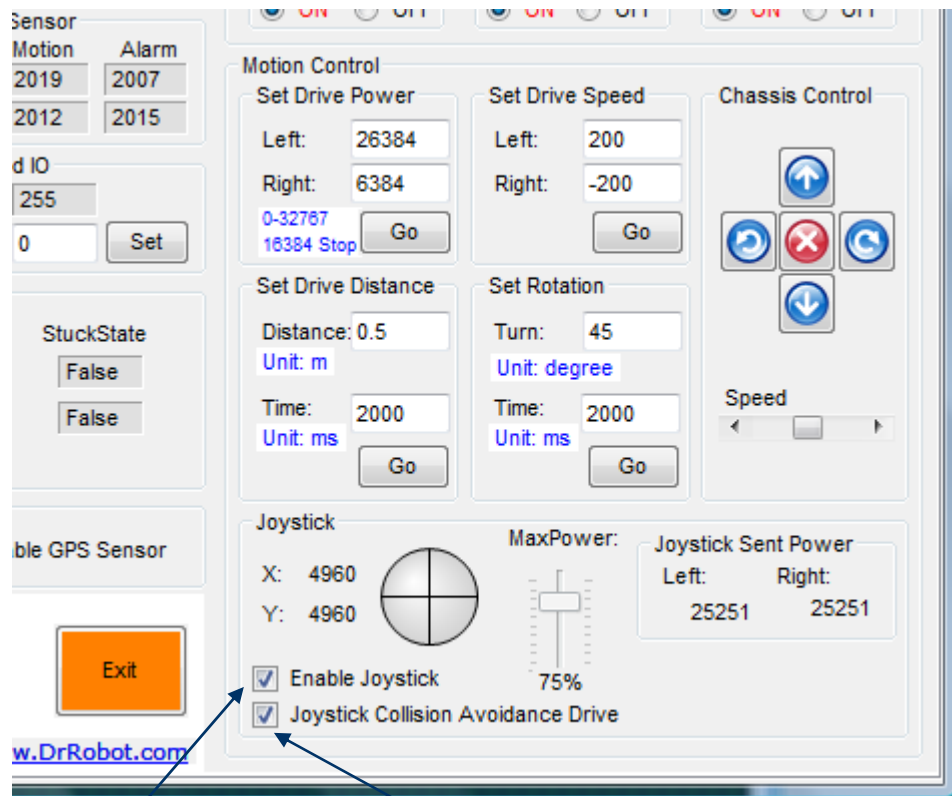 ON OFF ON OFF ON OFF
Sensor
Motion Alarm
2019 2007
2012 2015
d IO
255
0 Set
StuckState
False
False
ble GPS Sensor
Exit
w.DrRobot.com
Motion Control
Set Drive Power
Left: 26384
Right: 6384
0-32767
16384 Stop
Go
Set Drive Speed
Left: 200
Right: -200
Go
Chassis Control
Speed
Set Drive Distance
Distance: 0.5
Unit: m
Time: 2000
Unit: ms
Go
Set Rotation
Turn: 45
Unit: degree
Time: 2000
Unit: ms
Go
Joystick
X: 4960
Y: 4960
MaxPower:
75%
Joystick Sent Power
Left: Right:
25251 25251
Enable Joystick
Joystick Collision Avoidance Drive